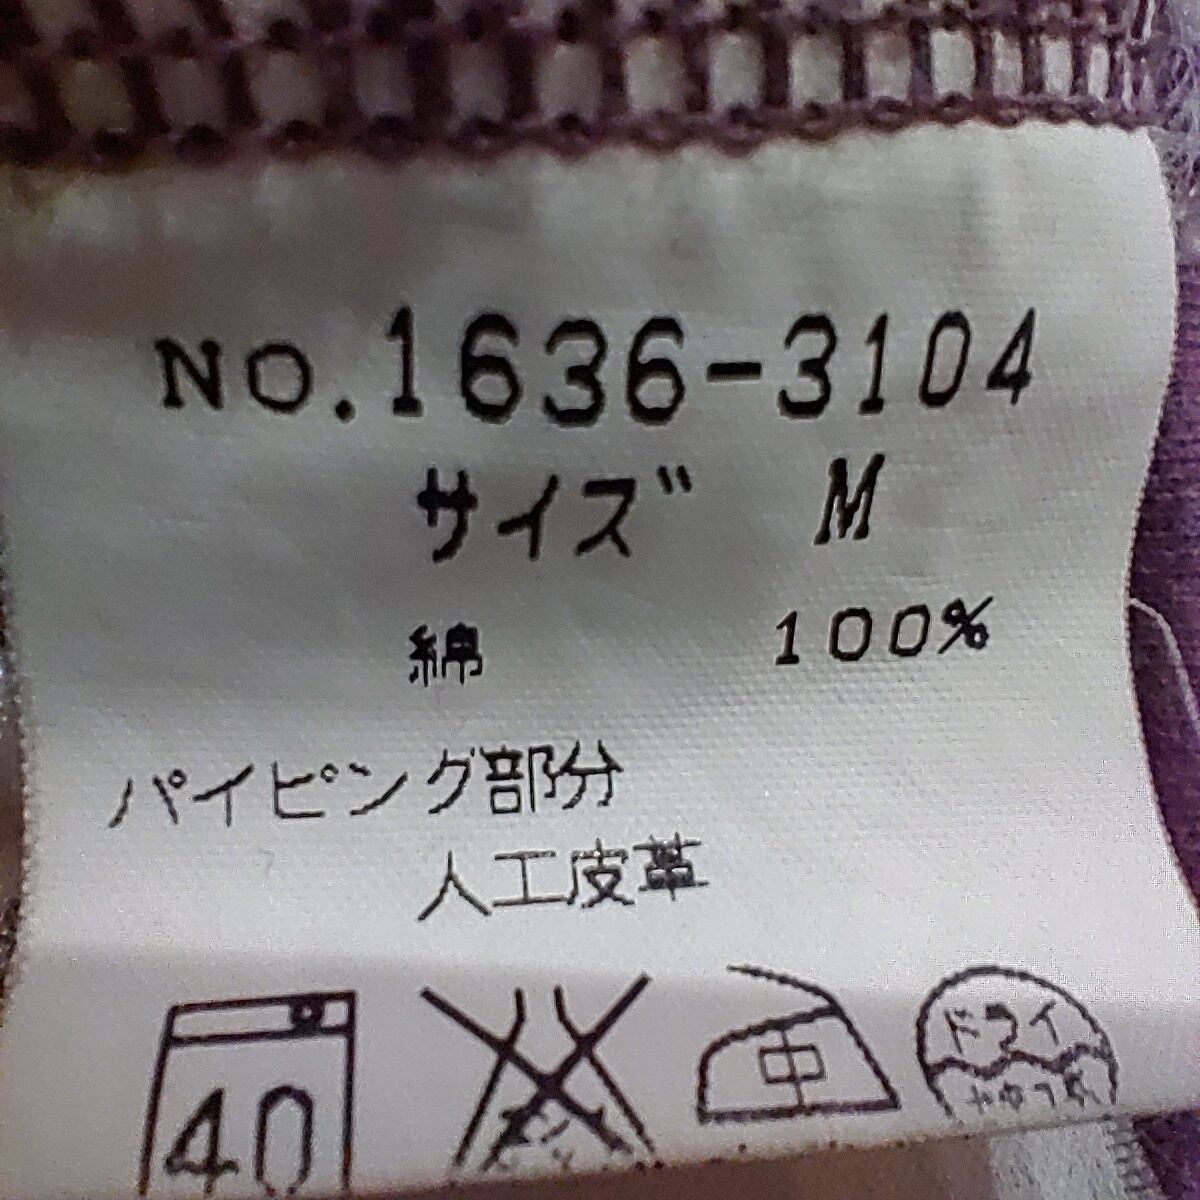 NO.1636-3104
サイズ M
綿 100%
パイピング部分
人工皮革
40 中 ドライ